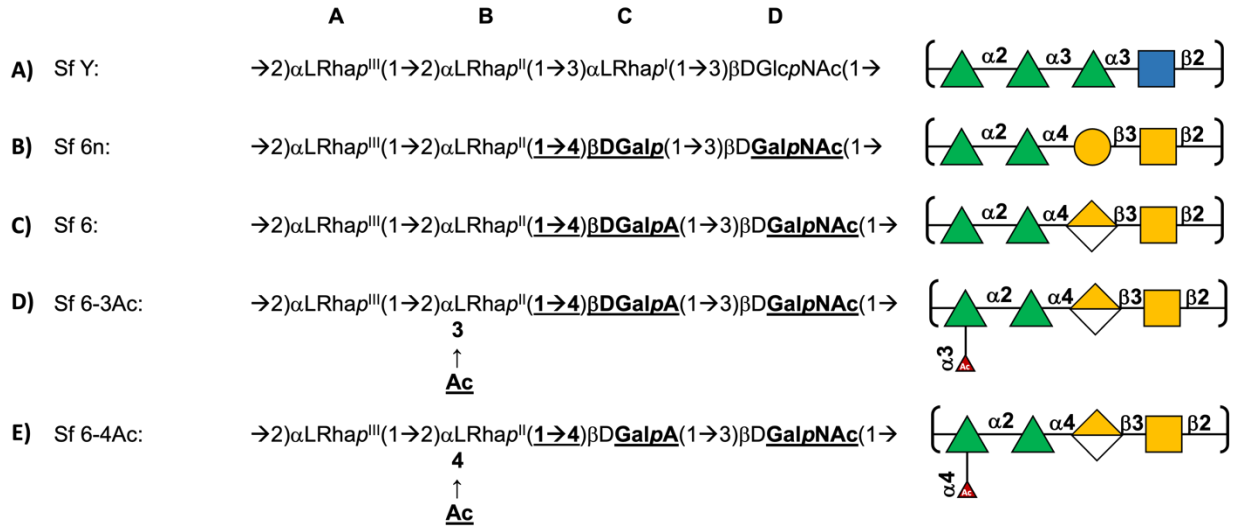 A B C D
A) Sf Y: →2)αLRhapᴵᴵᴵ(1→2)αLRhapᴵᴵ(1→3)αLRhapᴵ(1→3)βDGlcpNAc(1→ α2 α3 α3 β2
B) Sf 6n: →2)αLRhapᴵᴵᴵ(1→2)αLRhapᴵᴵ(1→4)βDGalp(1→3)βDGalpNAc(1→ α2 α4 β3 β2
C) Sf 6: →2)αLRhapᴵᴵᴵ(1→2)αLRhapᴵᴵ(1→4)βDGalpA(1→3)βDGalpNAc(1→ α2 α4 β3 β2
D) Sf 6-3Ac: →2)αLRhapᴵᴵᴵ(1→2)αLRhapᴵᴵ(1→4)βDGalpA(1→3)βDGalpNAc(1→ α2 α4 β3 β2
3
↑
Ac
α3 Ac
E) Sf 6-4Ac: →2)αLRhapᴵᴵᴵ(1→2)αLRhapᴵᴵ(1→4)βDGalpA(1→3)βDGalpNAc(1→ α2 α4 β3 β2
4
↑
Ac
α4 Ac